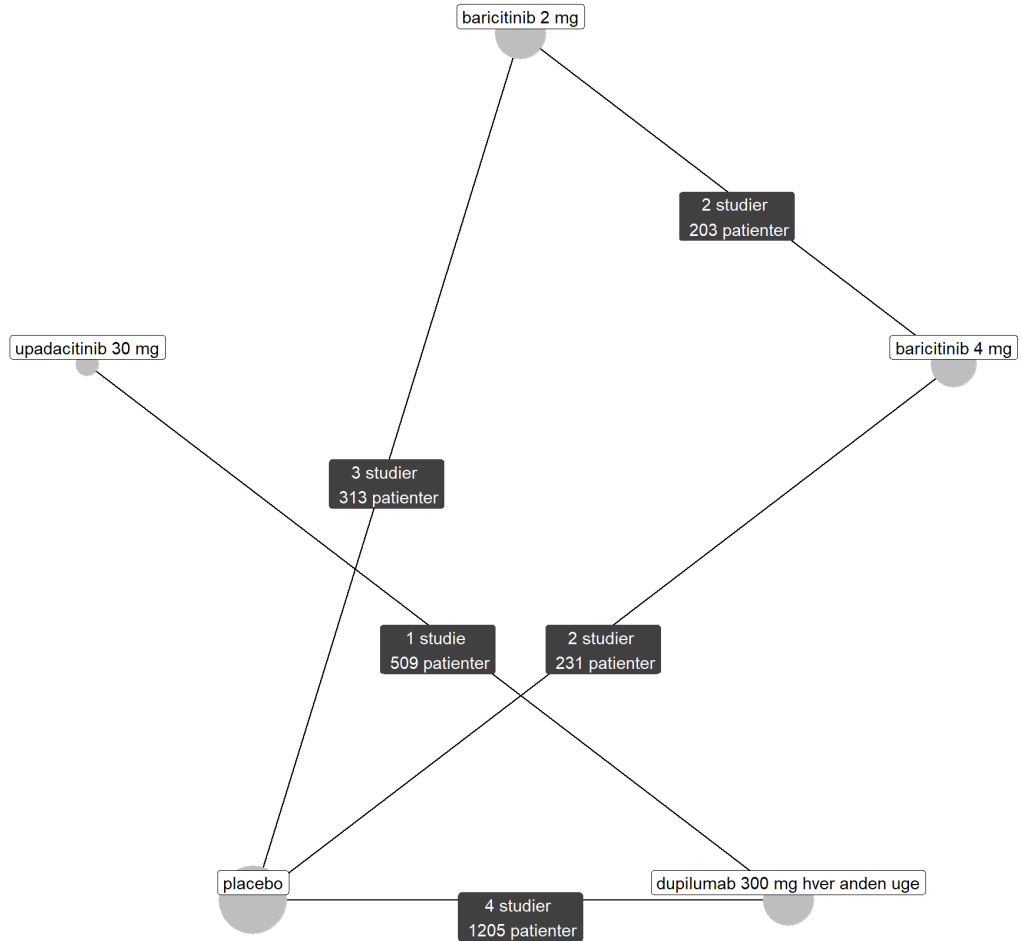 baricitinib 2 mg
2 studier
203 patienter
upadacitinib 30 mg
baricitinib 4 mg
3 studier
313 patienter
1 studie
509 patienter
2 studier
231 patienter
placebo
dupilumab 300 mg hver anden uge
4 studier
1205 patienter